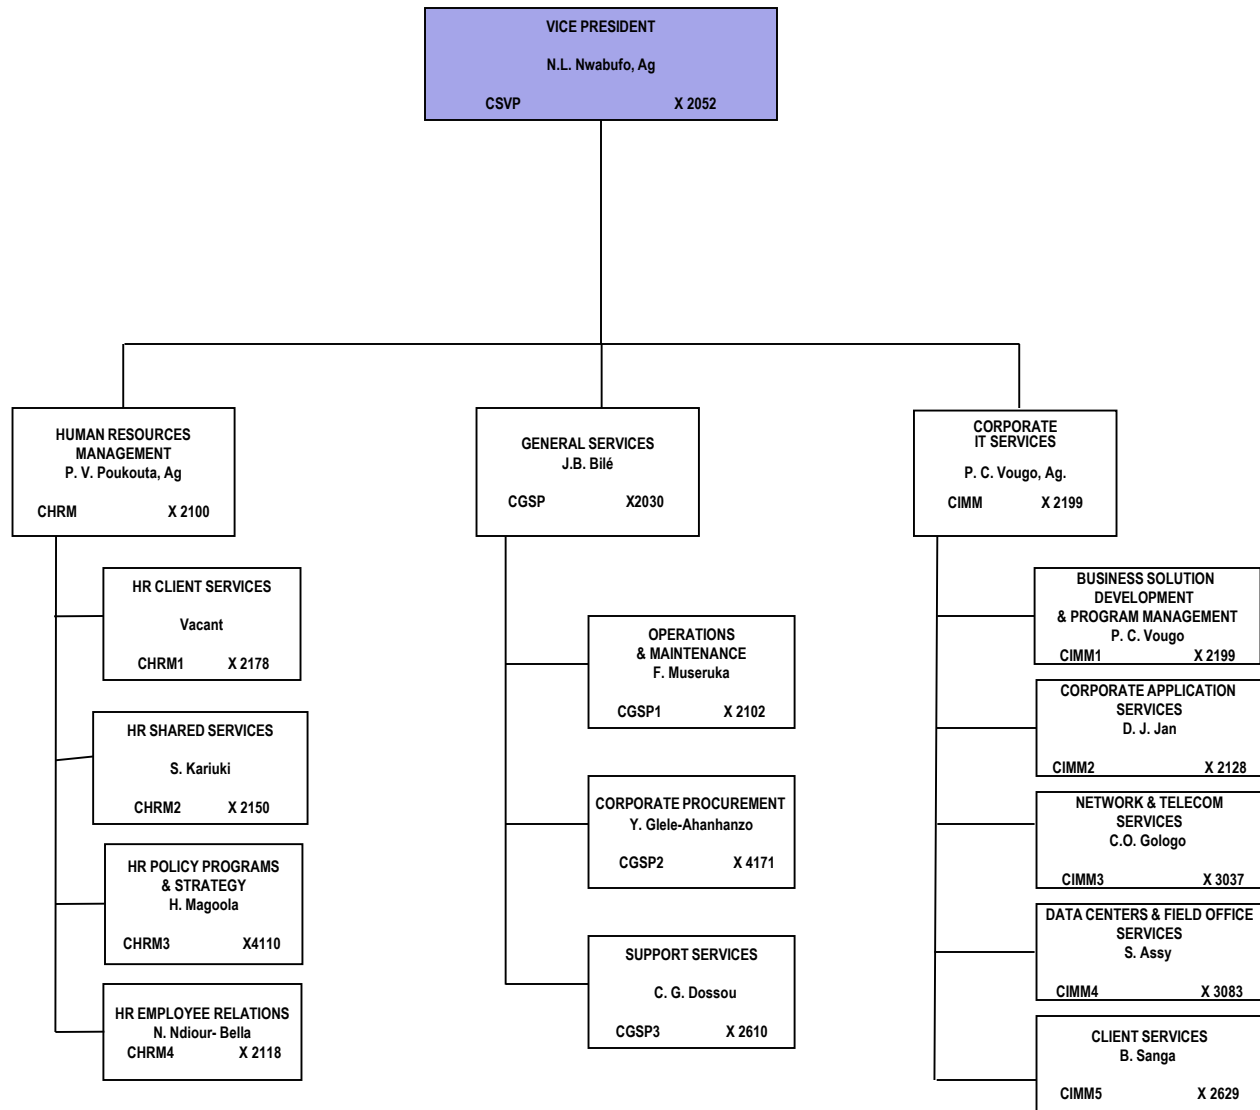 VICE PRESIDENT
N.L. Nwabufo, Ag
CSVP X 2052
HUMAN RESOURCES
MANAGEMENT
P. V. Poukouta, Ag
CHRM X 2100
HR CLIENT SERVICES
Vacant
CHRM1 X 2178
HR SHARED SERVICES
S. Kariuki
CHRM2 X 2150
HR POLICY PROGRAMS
& STRATEGY
H. Magoola
CHRM3 X4110
HR EMPLOYEE RELATIONS
N. Ndiour- Bella
CHRM4 X 2118
GENERAL SERVICES
J.B. Bilé
CGSP X2030
OPERATIONS
& MAINTENANCE
F. Museruka
CGSP1 X 2102
CORPORATE PROCUREMENT
Y. Glele-Ahanhanzo
CGSP2 X 4171
SUPPORT SERVICES
C. G. Dossou
CGSP3 X 2610
CORPORATE
IT SERVICES
P. C. Vougo, Ag.
CIMM X 2199
BUSINESS SOLUTION
DEVELOPMENT
& PROGRAM MANAGEMENT
P. C. Vougo
CIMM1 X 2199
CORPORATE APPLICATION
SERVICES
D. J. Jan
CIMM2 X 2128
NETWORK & TELECOM
SERVICES
C.O. Gologo
CIMM3 X 3037
DATA CENTERS & FIELD OFFICE
SERVICES
S. Assy
CIMM4 X 3083
CLIENT SERVICES
B. Sanga
CIMM5 X 2629